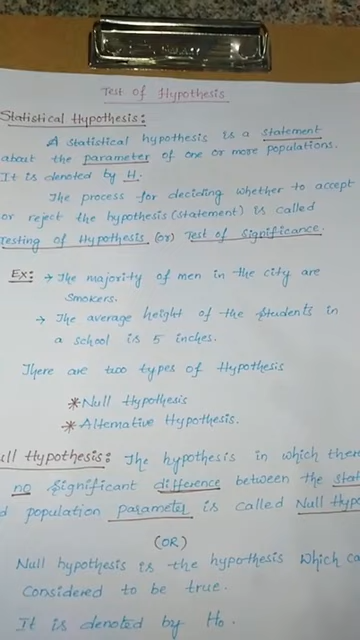 Test of Hypothesis
Statistical Hypothesis:
A statistical hypothesis is a statement
about the parameter of one or more populations.
It is denoted by H.
The process for deciding whether to accept
or reject the hypothesis (statement) is called
Testing of Hypothesis (or) Test of Significance.
Ex: → The majority of men in the city are
smokers.
→ The average height of the students in
a school is 5 inches.
There are two types of Hypothesis
* Null Hypothesis
* Alternative Hypothesis.
ull Hypothesis: The hypothesis in which there
no significant difference between the stat
d population parameter is called Null Hypo
(OR)
Null hypothesis is the hypothesis which ca
considered to be true.
It is denoted by H₀.